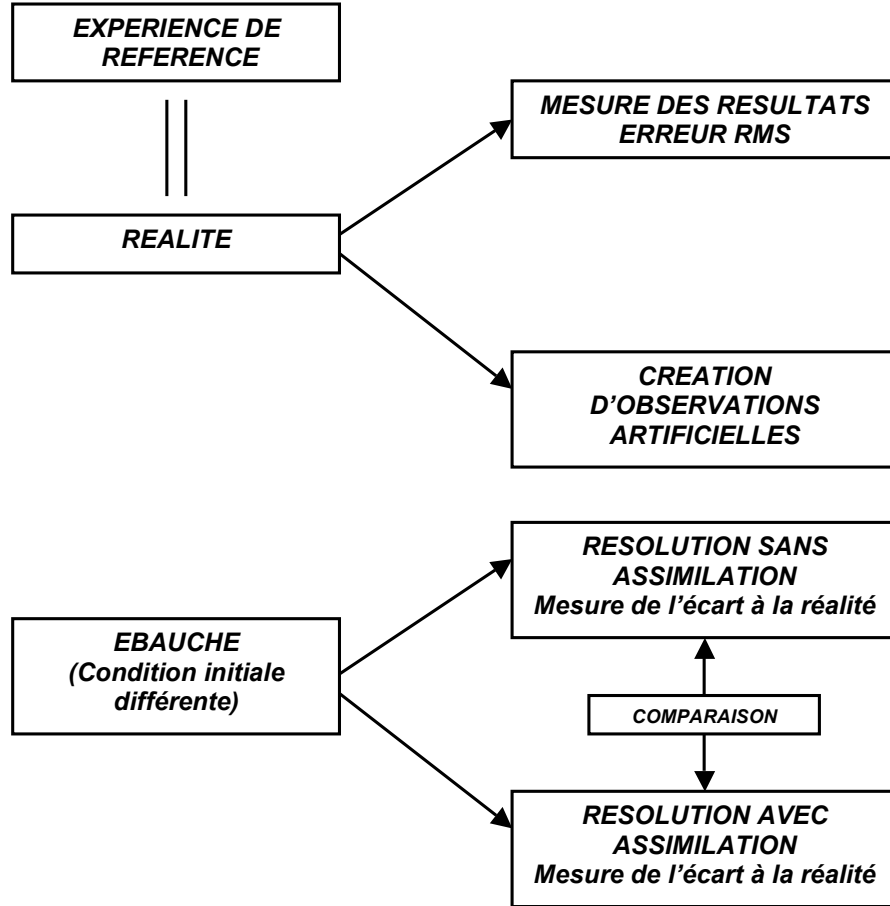 EXPERIENCE DE
REFERENCE
MESURE DES RESULTATS
ERREUR RMS
REALITE
CREATION
D’OBSERVATIONS
ARTIFICIELLES
RESOLUTION SANS
ASSIMILATION
Mesure de l’écart à la réalité
EBAUCHE
(Condition initiale
différente)
COMPARAISON
RESOLUTION AVEC
ASSIMILATION
Mesure de l’écart à la réalité